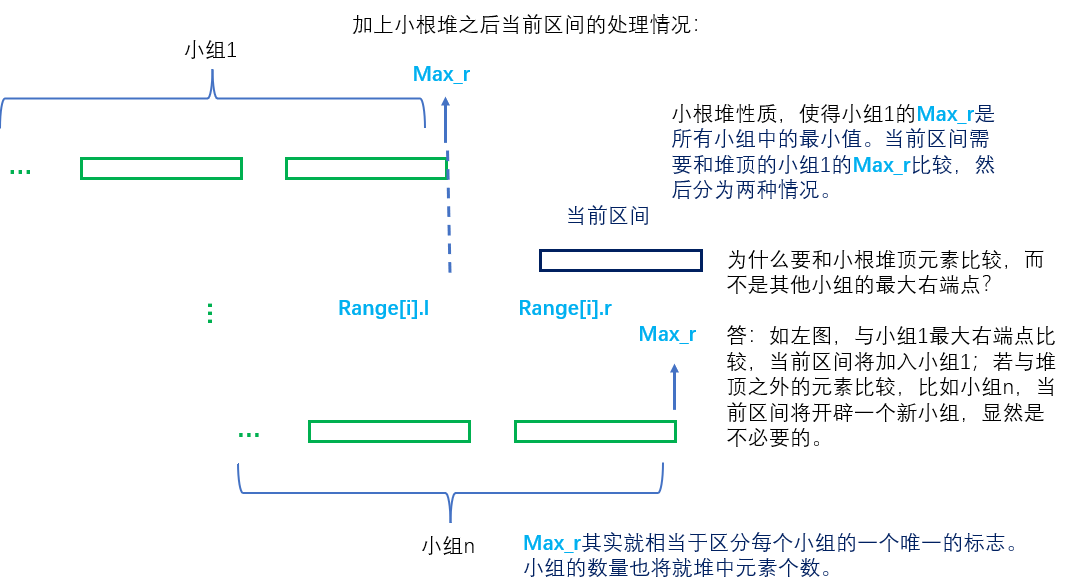 加上小根堆之后当前区间的处理情况：
小组1
Max_r
小根堆性质，使得小组1的Max_r是
所有小组中的最小值。当前区间需
要和堆顶的小组1的Max_r比较，然
后分为两种情况。
...
当前区间
为什么要和小根堆顶元素比较，而
不是其他小组的最大右端点？
Range[i].l
Range[i].r
...
Max_r
答：如左图，与小组1最大右端点比
较，当前区间将加入小组1；若与堆
顶之外的元素比较，比如小组n，当
前区间将开辟一个新小组，显然是
不必要的。
...
小组n
Max_r其实就相当于区分每个小组的一个唯一的标志。
小组的数量也将就堆中元素个数。